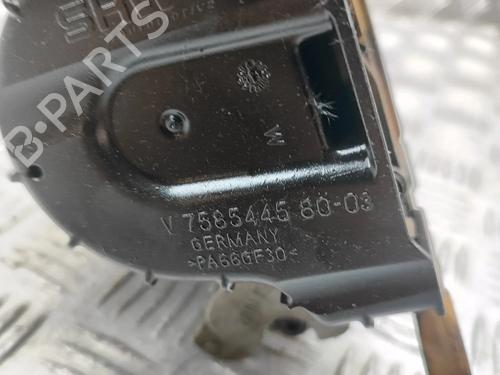 B-PARTS
M
V 7585445 80-03
GERMANY
>PA66GF30<